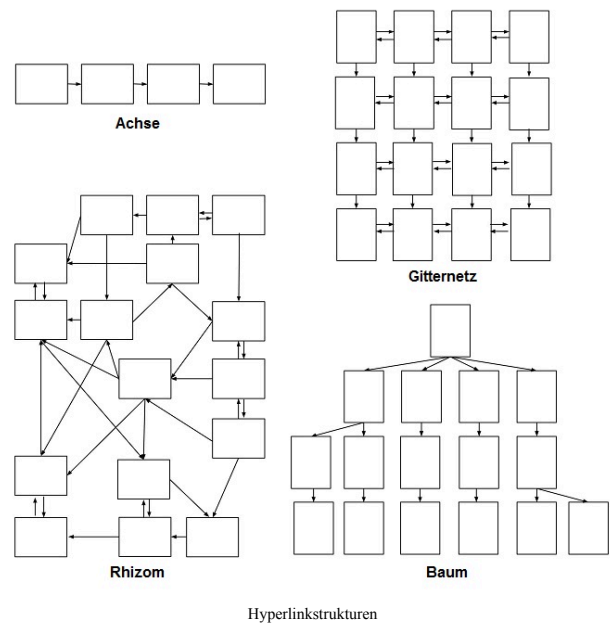 Achse
Gitternetz
Rhizom
Baum
Hyperlinkstrukturen